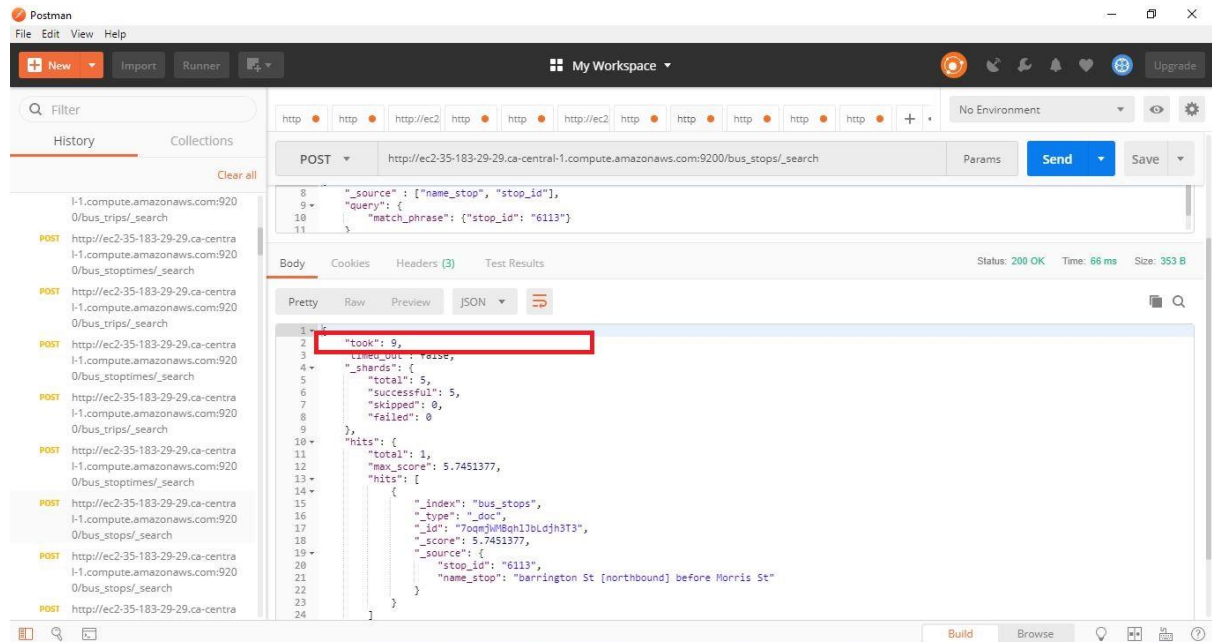 Postman
File Edit View Help
New Import Runner My Workspace Upgrade
Filter
History Collections
Clear all
l-1.compute.amazonaws.com:920
0/bus_trips/_search
POST http://ec2-35-183-29-29.ca-centra
l-1.compute.amazonaws.com:920
0/bus_stoptimes/_search
POST http://ec2-35-183-29-29.ca-centra
l-1.compute.amazonaws.com:920
0/bus_trips/_search
POST http://ec2-35-183-29-29.ca-centra
l-1.compute.amazonaws.com:920
0/bus_stoptimes/_search
POST http://ec2-35-183-29-29.ca-centra
l-1.compute.amazonaws.com:920
0/bus_trips/_search
POST http://ec2-35-183-29-29.ca-centra
l-1.compute.amazonaws.com:920
0/bus_stoptimes/_search
POST http://ec2-35-183-29-29.ca-centra
l-1.compute.amazonaws.com:920
0/bus_stops/_search
POST http://ec2-35-183-29-29.ca-centra
l-1.compute.amazonaws.com:920
0/bus_stops/_search
POST http://ec2-35-183-29-29.ca-centra
http http http://ec2 http http http://ec2 http http http http http + No Environment
POST http://ec2-35-183-29-29.ca-central-1.compute.amazonaws.com:9200/bus_stops/_search Params Send Save
8 "_source" : ["name_stop", "stop_id"],
9 "query": {
10 "match_phrase": {"stop_id": "6113"}
11 }
Body Cookies Headers (3) Test Results Status: 200 OK Time: 66 ms Size: 353 B
Pretty Raw Preview JSON
1 {
2 "took": 9,
3 "timed_out": false,
4 "_shards": {
5 "total": 5,
6 "successful": 5,
7 "skipped": 0,
8 "failed": 0
9 },
10 "hits": {
11 "total": 1,
12 "max_score": 5.7451377,
13 "hits": [
14 {
15 "_index": "bus_stops",
16 "_type": "_doc",
17 "_id": "7oqmjWMBqhlJbLdjh3T3",
18 "_score": 5.7451377,
19 "_source": {
20 "stop_id": "6113",
21 "name_stop": "barrington St [northbound] before Morris St"
22 }
23 }
24 ]
Build Browse